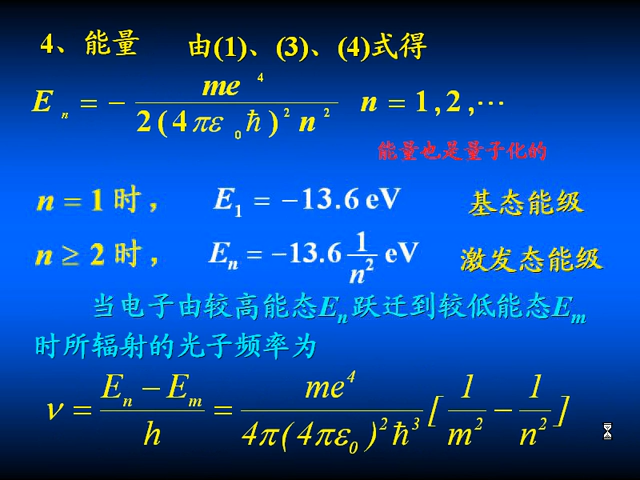 4、能量 由(1)、(3)、(4)式得
E_n = − me^4 / 2(4πε_0ħ)^2 n^2 n = 1,2,⋯
能量也是量子化的
n = 1 时， E_1 = −13.6 eV 基态能级
n ≥ 2 时， E_n = −13.6 1/n^2 eV 激发态能级
当电子由较高能态E_n跃迁到较低能态E_m
时所辐射的光子频率为
ν = (E_n − E_m)/h = me^4 / 4π(4πε_0)^2 ħ^3 [1/m^2 − 1/n^2]